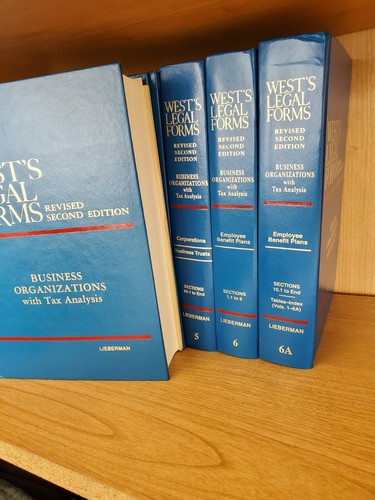 WEST'S
LEGAL
FORMS
REVISED
SECOND EDITION
BUSINESS
ORGANIZATIONS
with Tax Analysis
LIEBERMAN
WEST'S
LEGAL
FORMS
REVISED
SECOND
EDITION
BUSINESS
ORGANIZATIONS
with
Tax Analysis
Corporations
Business Trusts
SECTIONS
to End
LIEBERMAN
5
WEST'S
LEGAL
FORMS
REVISED
SECOND
EDITION
BUSINESS
ORGANIZATIONS
with
Tax Analysis
Employee
Benefit Plans
SECTIONS
1.1 to 9
LIEBERMAN
6
WEST'S
LEGAL
FORMS
REVISED
SECOND
EDITION
BUSINESS
ORGANIZATIONS
with
Tax Analysis
Employee
Benefit Plans
SECTIONS
10.1 to End
Tables-Index
(Vols. 1-6A)
LIEBERMAN
6A